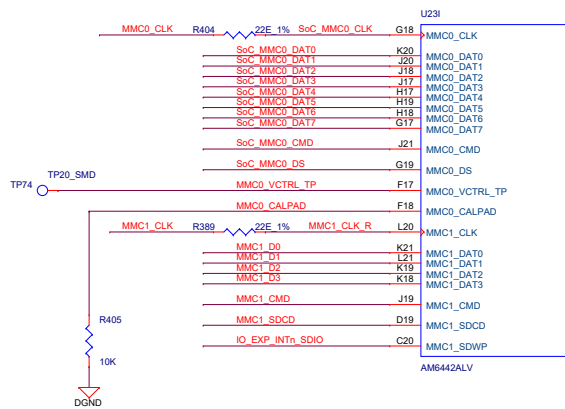 U23I
MMC0_CLK R404 22E_1% SoC_MMC0_CLK G18 MMC0_CLK
SoC_MMC0_DAT0 K20 MMC0_DAT0
SoC_MMC0_DAT1 J20 MMC0_DAT1
SoC_MMC0_DAT2 J18 MMC0_DAT2
SoC_MMC0_DAT3 J17 MMC0_DAT3
SoC_MMC0_DAT4 H17 MMC0_DAT4
SoC_MMC0_DAT5 H19 MMC0_DAT5
SoC_MMC0_DAT6 H18 MMC0_DAT6
SoC_MMC0_DAT7 G17 MMC0_DAT7
SoC_MMC0_CMD J21 MMC0_CMD
SoC_MMC0_DS G19 MMC0_DS
TP74 TP20_SMD MMC0_VCTRL_TP F17 MMC0_VCTRL_TP
MMC0_CALPAD F18 MMC0_CALPAD
MMC1_CLK R389 22E_1% MMC1_CLK_R L20 MMC1_CLK
MMC1_D0 K21 MMC1_DAT0
MMC1_D1 L21 MMC1_DAT1
MMC1_D2 K19 MMC1_DAT2
MMC1_D3 K18 MMC1_DAT3
MMC1_CMD J19 MMC1_CMD
R405 MMC1_SDCD D19 MMC1_SDCD
IO_EXP_INTn_SDIO C20 MMC1_SDWP
10K AM6442ALV
DGND